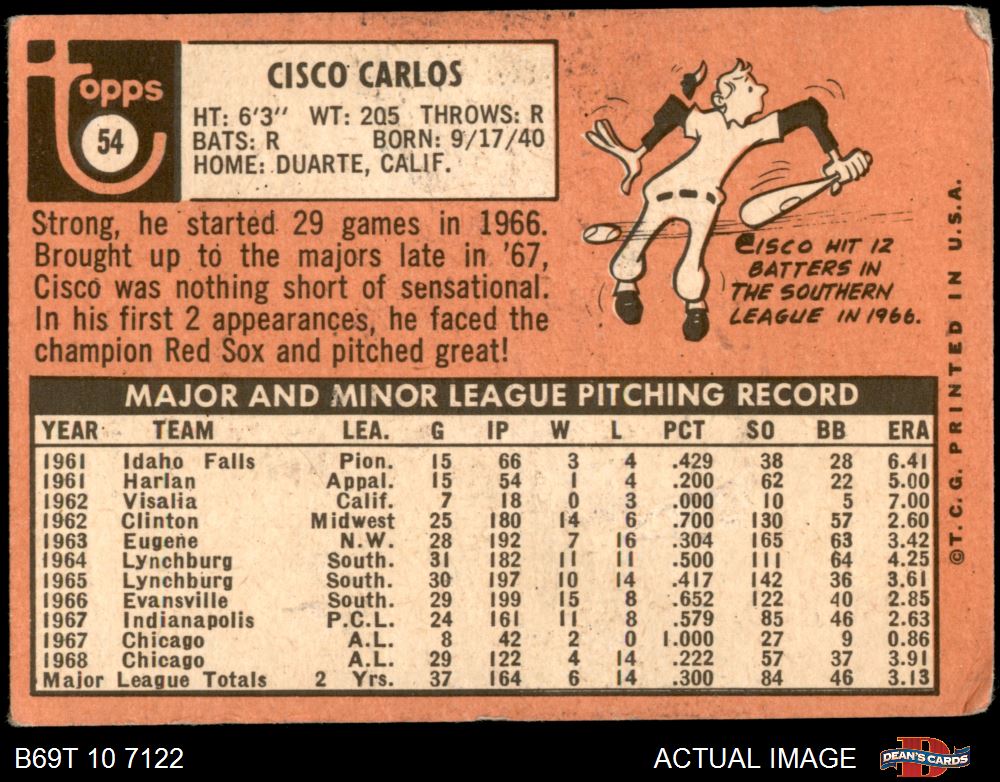 topps
54
CISCO CARLOS
HT: 6'3" WT: 205 THROWS: R
BATS: R BORN: 9/17/40
HOME: DUARTE, CALIF.
Strong, he started 29 games in 1966.
Brought up to the majors late in '67,
Cisco was nothing short of sensational.
In his first 2 appearances, he faced the
champion Red Sox and pitched great!
CISCO HIT 12
BATTERS IN
THE SOUTHERN
LEAGUE IN 1966.
MAJOR AND MINOR LEAGUE PITCHING RECORD
YEAR TEAM LEA. G IP W L PCT SO BB ERA
1961 Idaho Falls Pion. 15 66 3 4 .429 38 28 6.41
1961 Harlan Appal. 15 54 1 4 .200 62 22 5.00
1962 Visalia Calif. 7 18 0 3 .000 10 5 7.00
1962 Clinton Midwest 25 180 14 6 .700 130 57 2.60
1963 Eugene N.W. 28 192 7 16 .304 165 63 3.42
1964 Lynchburg South. 31 182 11 11 .500 111 64 4.25
1965 Lynchburg South. 30 197 10 14 .417 142 36 3.61
1966 Evansville South. 29 199 15 8 .652 122 40 2.85
1967 Indianapolis P.C.L. 24 161 11 8 .579 85 46 2.63
1967 Chicago A.L. 8 42 2 0 1.000 27 9 0.86
1968 Chicago A.L. 29 122 4 14 .222 57 37 3.91
Major League Totals 2 Yrs. 37 164 6 14 .300 84 46 3.13
©T.C.G. PRINTED IN U.S.A.
B69T 10 7122
ACTUAL IMAGE
DEAN'S CARDS